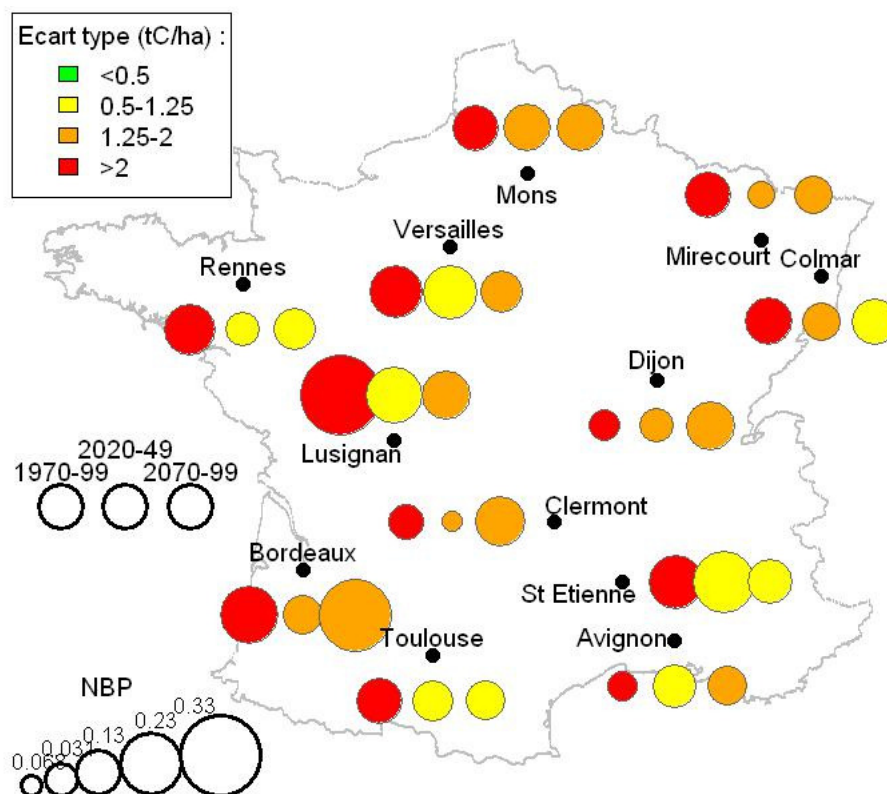 Ecart type (tC/ha) :
<0.5
0.5-1.25
1.25-2
>2
Mons
Versailles
Mirecourt
Colmar
Rennes
Dijon
Lusignan
2020-49
1970-99
2070-99
Clermont
Bordeaux
St Etienne
Toulouse
Avignon
NBP
0.068
0.031
0.13
0.23
0.33